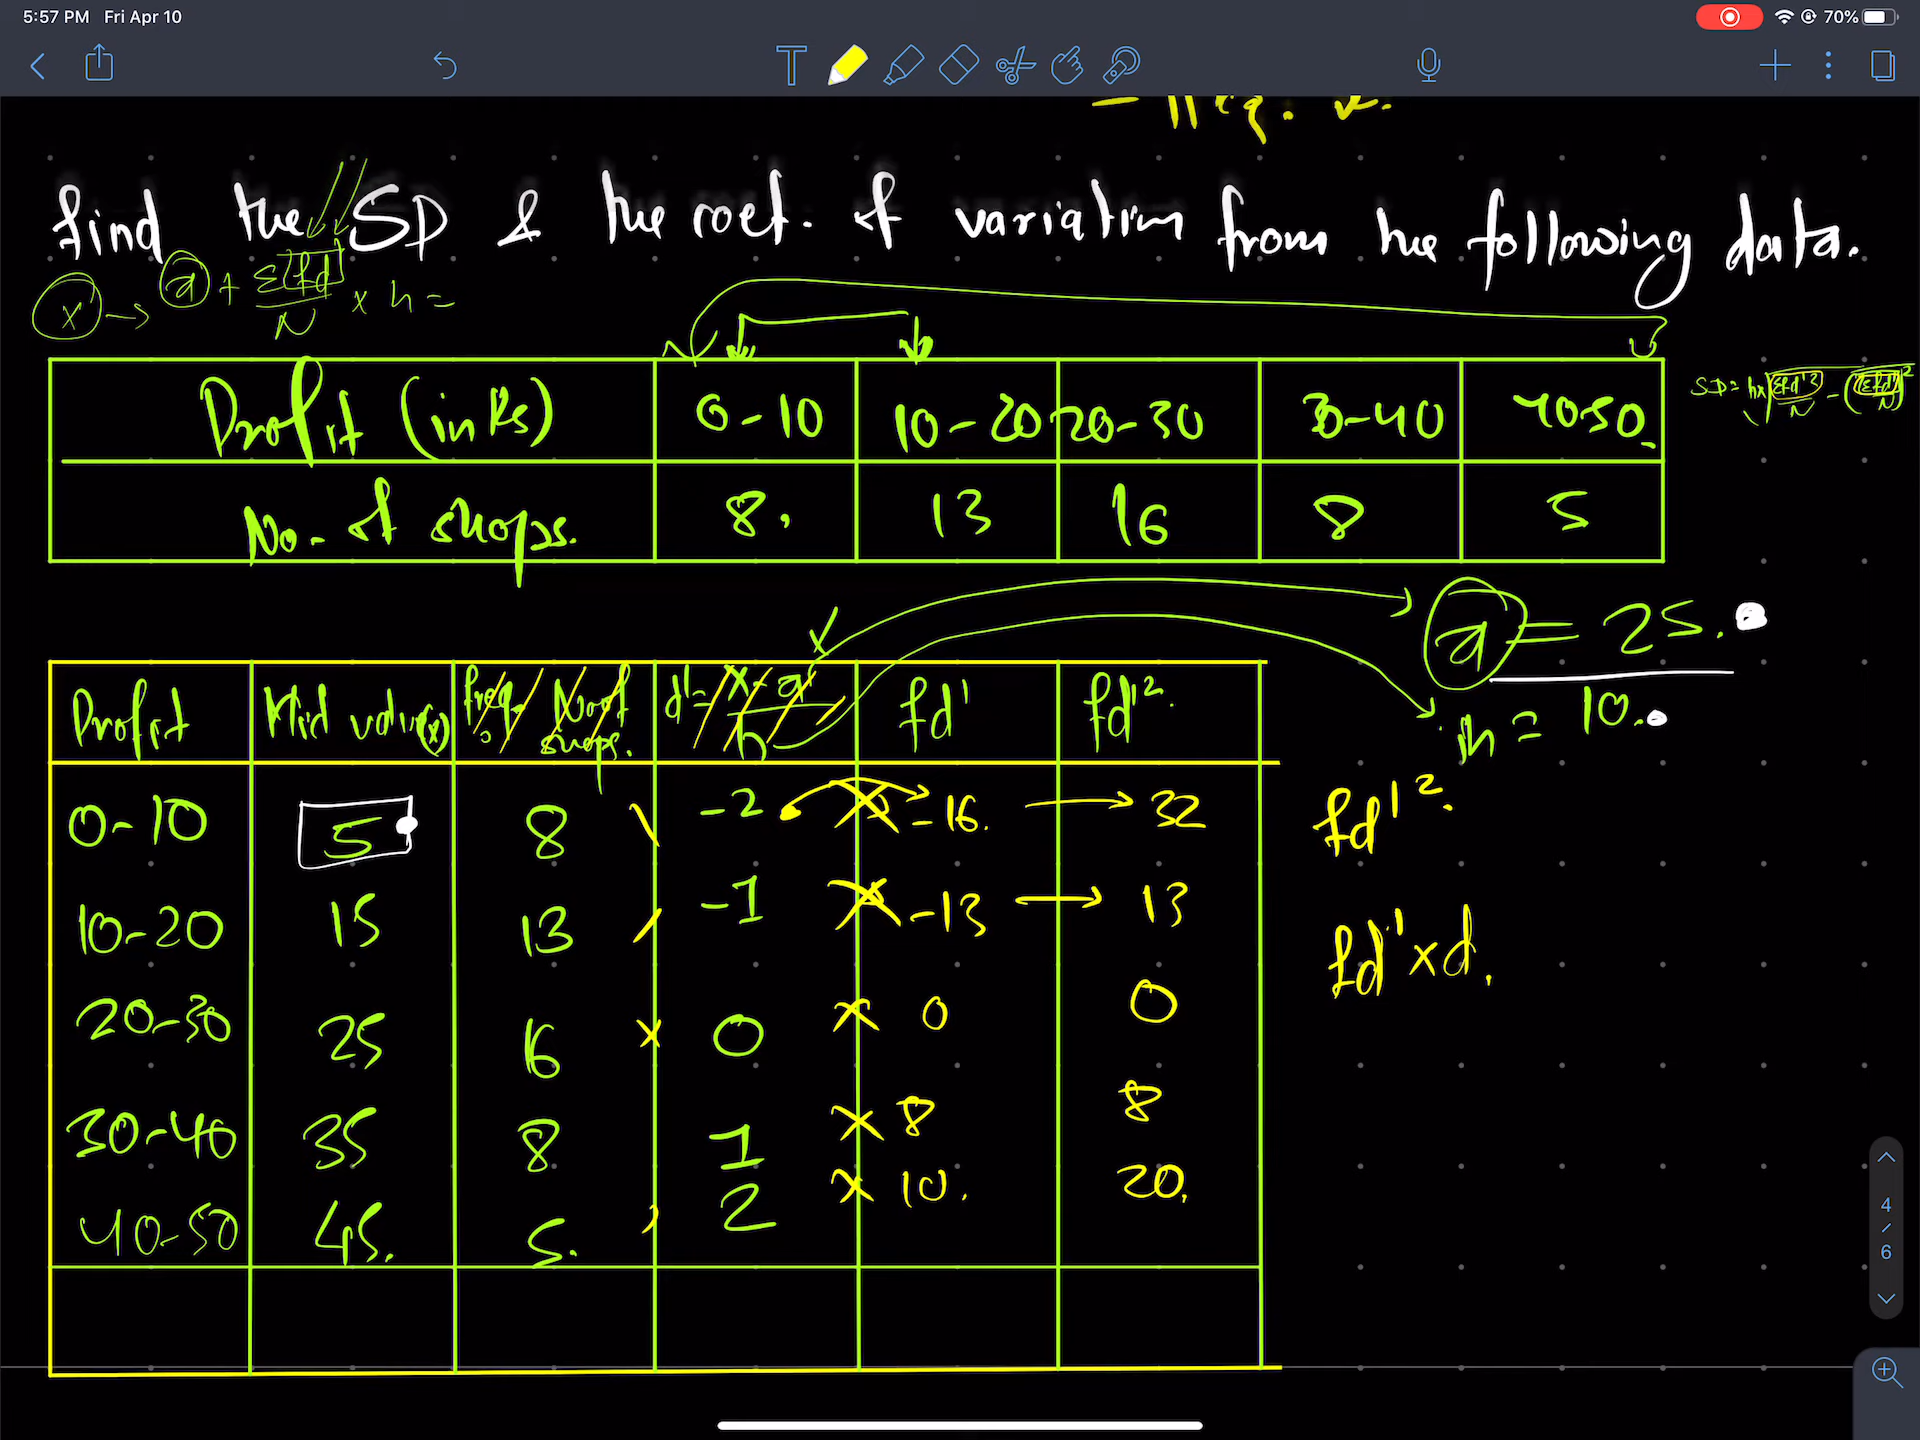 5:57 PM Fri Apr 10
70%
find the SD & the coef. of variation from the following data.
x → a + Σfd' / N × h =
Profit (in Rs) 0-10 10-20 20-30 30-40 40-50
No. of shops. 8 13 16 8 5
SD = h × √ Σfd'² / N - (Σfd' / N)²
a = 25.
h = 10.
Profit Mid value(x) freq. No of shops. d' = x - a / h fd' fd'²
0-10 5 8 -2 -16. 32
10-20 15 13 -1 -13 13
20-30 25 16 0 0 0
30-40 35 8 1 8 8
40-50 45. 5. 2 10. 20.
fd'²
fd' × d.
4
/
6